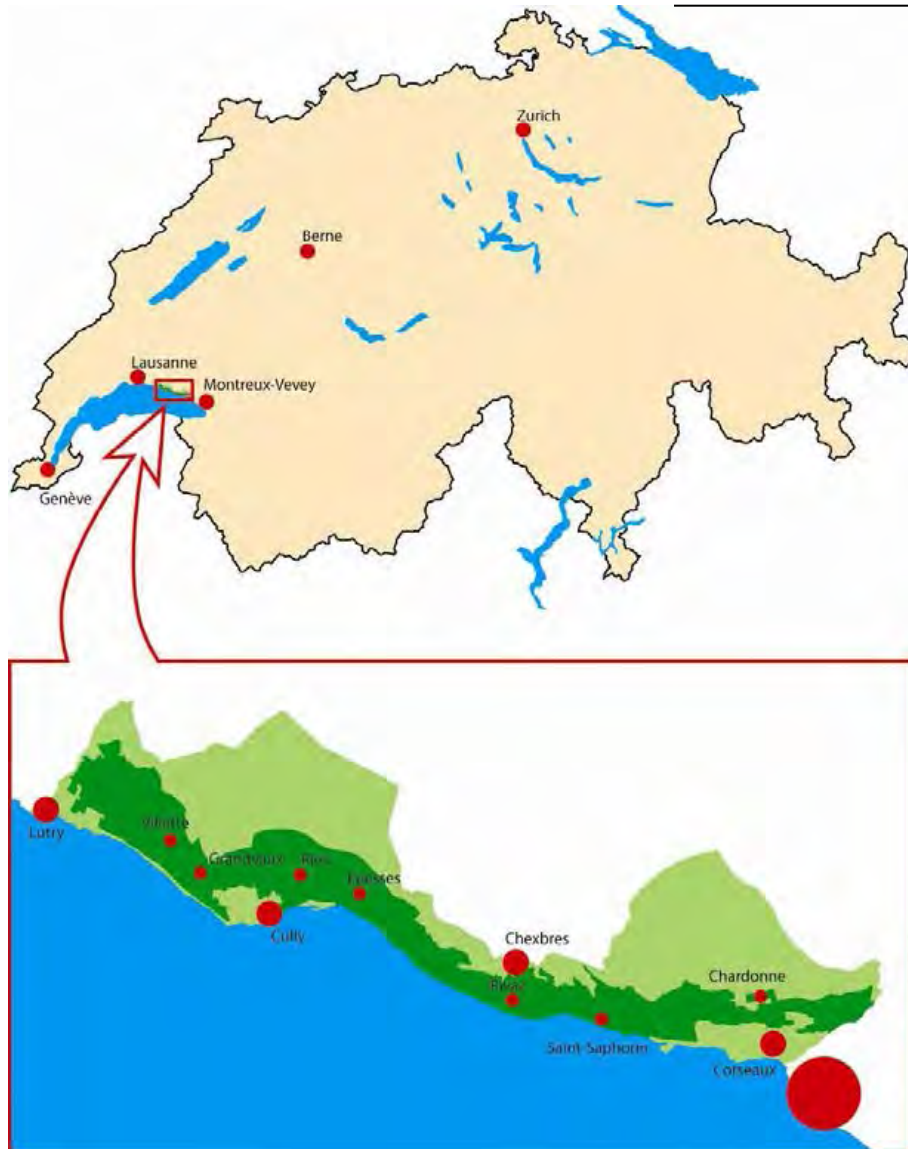 Zurich
Berne
Lausanne
Montreux-Vevey
Genève
Lutry
Villette
Grandvaux
Riex
Epesses
Cully
Chexbres
Rivaz
Chardonne
Saint-Saphorin
Corseaux